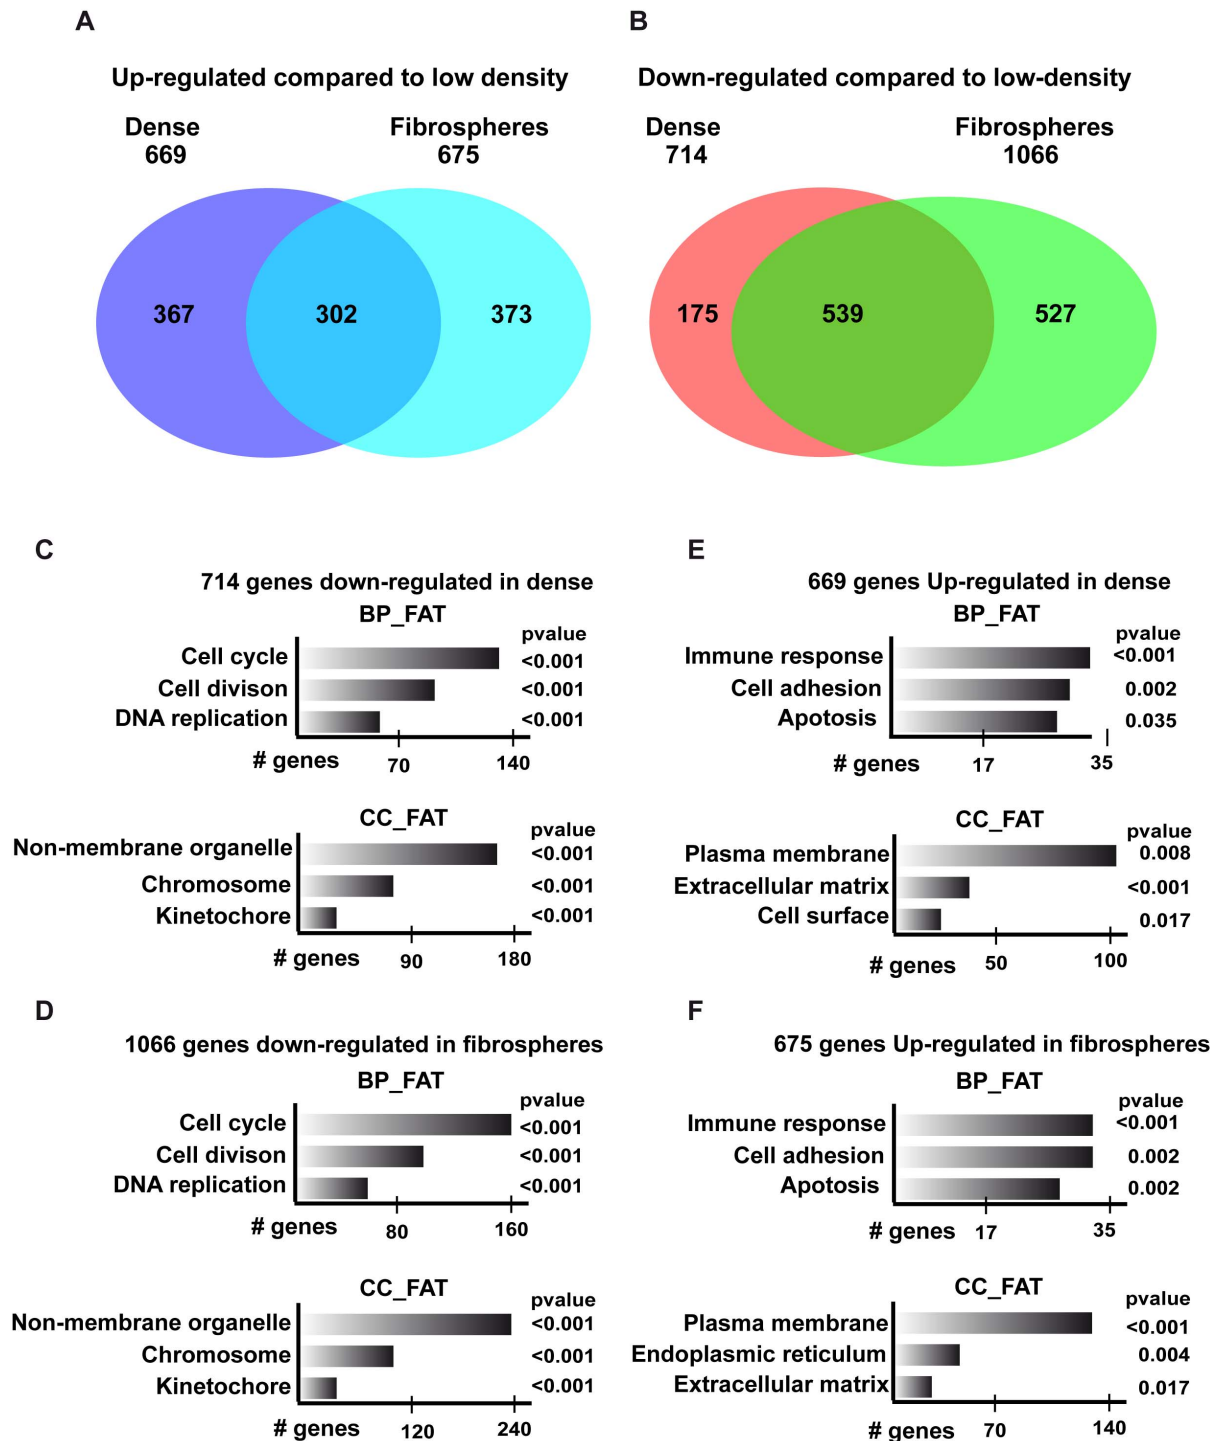 A
Up-regulated compared to low density
Dense
669
Fibrospheres
675
367
302
373
B
Down-regulated compared to low-density
Dense
714
Fibrospheres
1066
175
539
527
C
714 genes down-regulated in dense
BP_FAT
pvalue
Cell cycle <0.001
Cell divison <0.001
DNA replication <0.001
# genes 70 140
CC_FAT
pvalue
Non-membrane organelle <0.001
Chromosome <0.001
Kinetochore <0.001
# genes 90 180
D
1066 genes down-regulated in fibrospheres
BP_FAT
pvalue
Cell cycle <0.001
Cell divison <0.001
DNA replication <0.001
# genes 80 160
CC_FAT
pvalue
Non-membrane organelle <0.001
Chromosome <0.001
Kinetochore <0.001
# genes 120 240
E
669 genes Up-regulated in dense
BP_FAT
pvalue
Immune response <0.001
Cell adhesion 0.002
Apotosis 0.035
# genes 17 35
CC_FAT
pvalue
Plasma membrane 0.008
Extracellular matrix <0.001
Cell surface 0.017
# genes 50 100
F
675 genes Up-regulated in fibrospheres
BP_FAT
pvalue
Immune response <0.001
Cell adhesion 0.002
Apotosis 0.002
# genes 17 35
CC_FAT
pvalue
Plasma membrane <0.001
Endoplasmic reticulum 0.004
Extracellular matrix 0.017
# genes 70 140